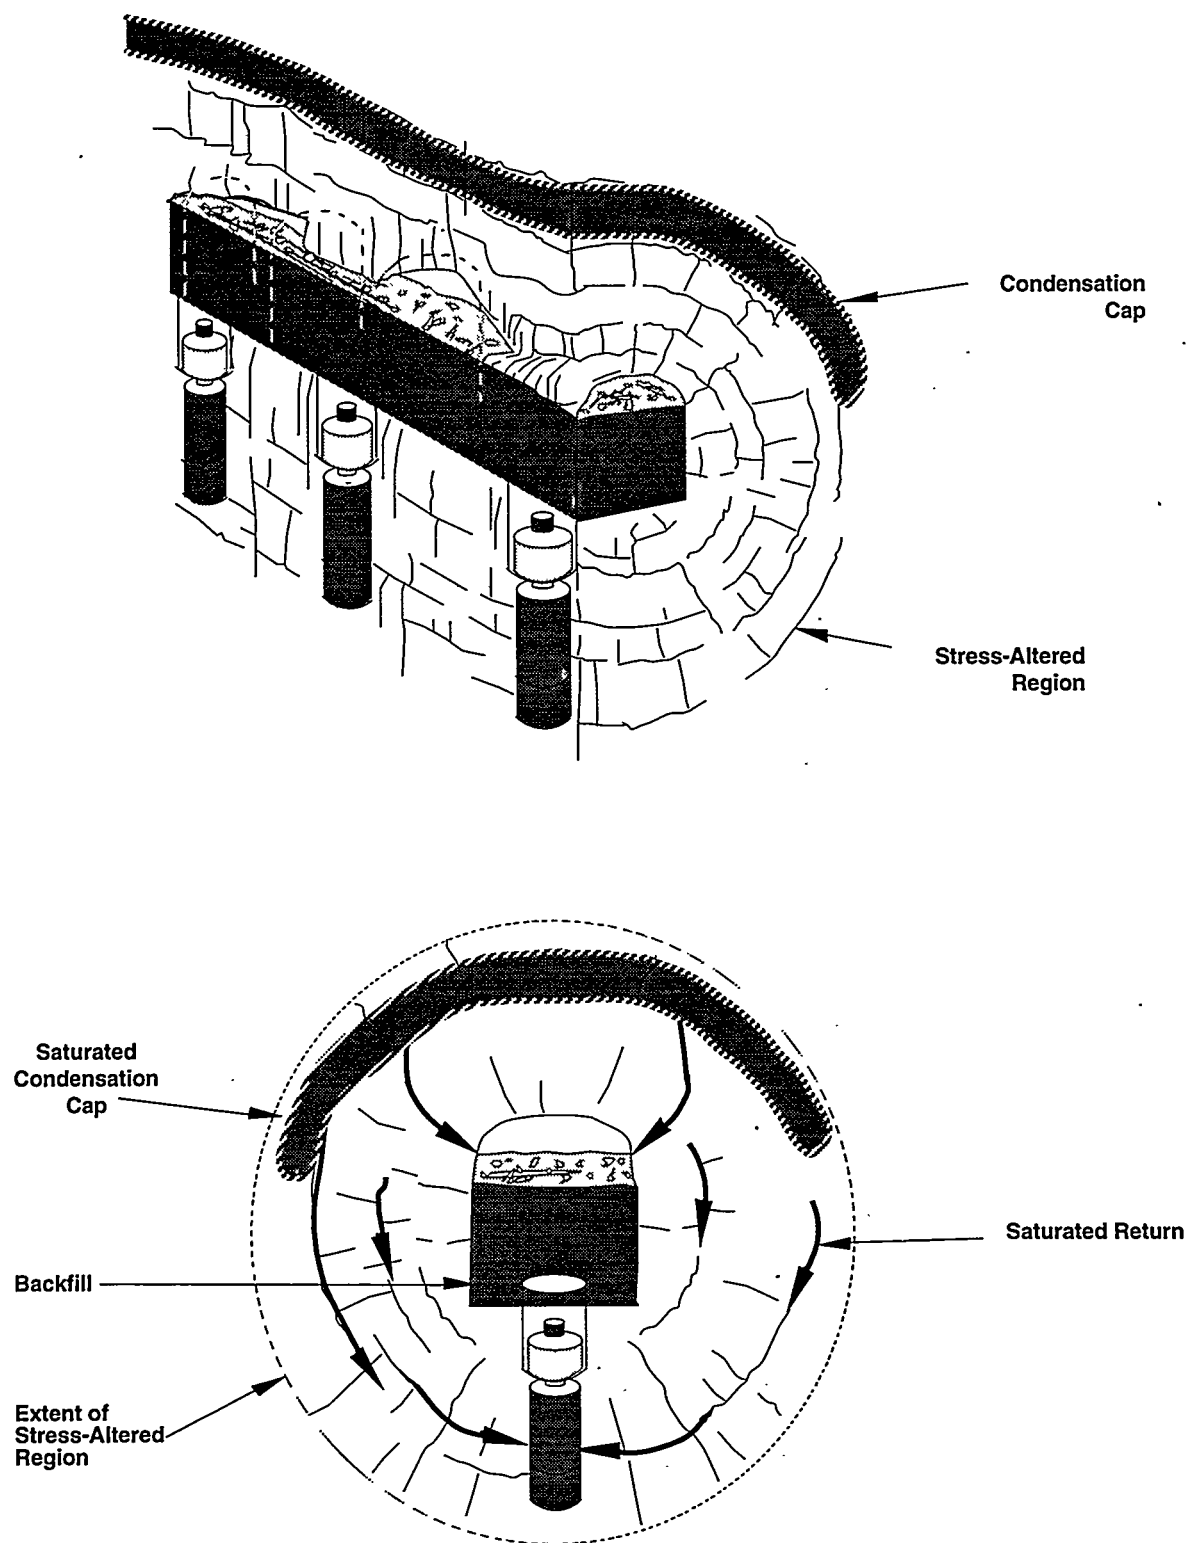 Condensation
Cap
Stress-Altered
Region
Saturated
Condensation
Cap
Saturated Return
Backfill
Extent of
Stress-Altered
Region